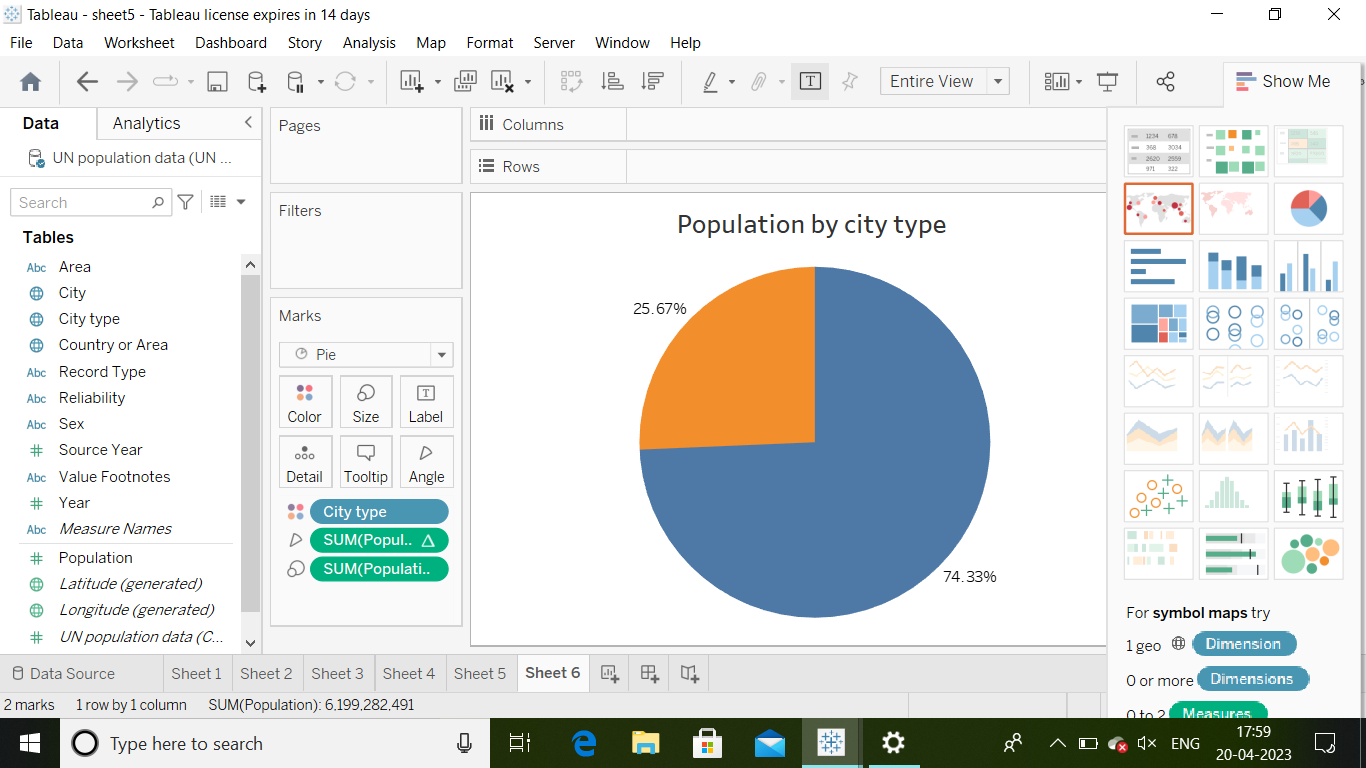 Tableau - sheet5 - Tableau license expires in 14 days
File Data Worksheet Dashboard Story Analysis Map Format Server Window Help
Entire View
Show Me
Data Analytics
UN population data (UN ...
Search
Tables
Abc Area
City
City type
Country or Area
Abc Record Type
Abc Reliability
Abc Sex
Source Year
Abc Value Footnotes
Year
Abc Measure Names
Population
Latitude (generated)
Longitude (generated)
UN population data (C...
Pages
Filters
Marks
Pie
Color Size Label
Detail Tooltip Angle
City type
SUM(Popul.. △
SUM(Populati..
Columns
Rows
Population by city type
25.67%
74.33%
1234 678
368 3034
2620 2959
971 322
For symbol maps try
1 geo Dimension
0 or more Dimensions
0 to 2 Measures
Data Source Sheet 1 Sheet 2 Sheet 3 Sheet 4 Sheet 5 Sheet 6
2 marks 1 row by 1 column SUM(Population): 6,199,282,491
Type here to search
ENG
17:59
20-04-2023